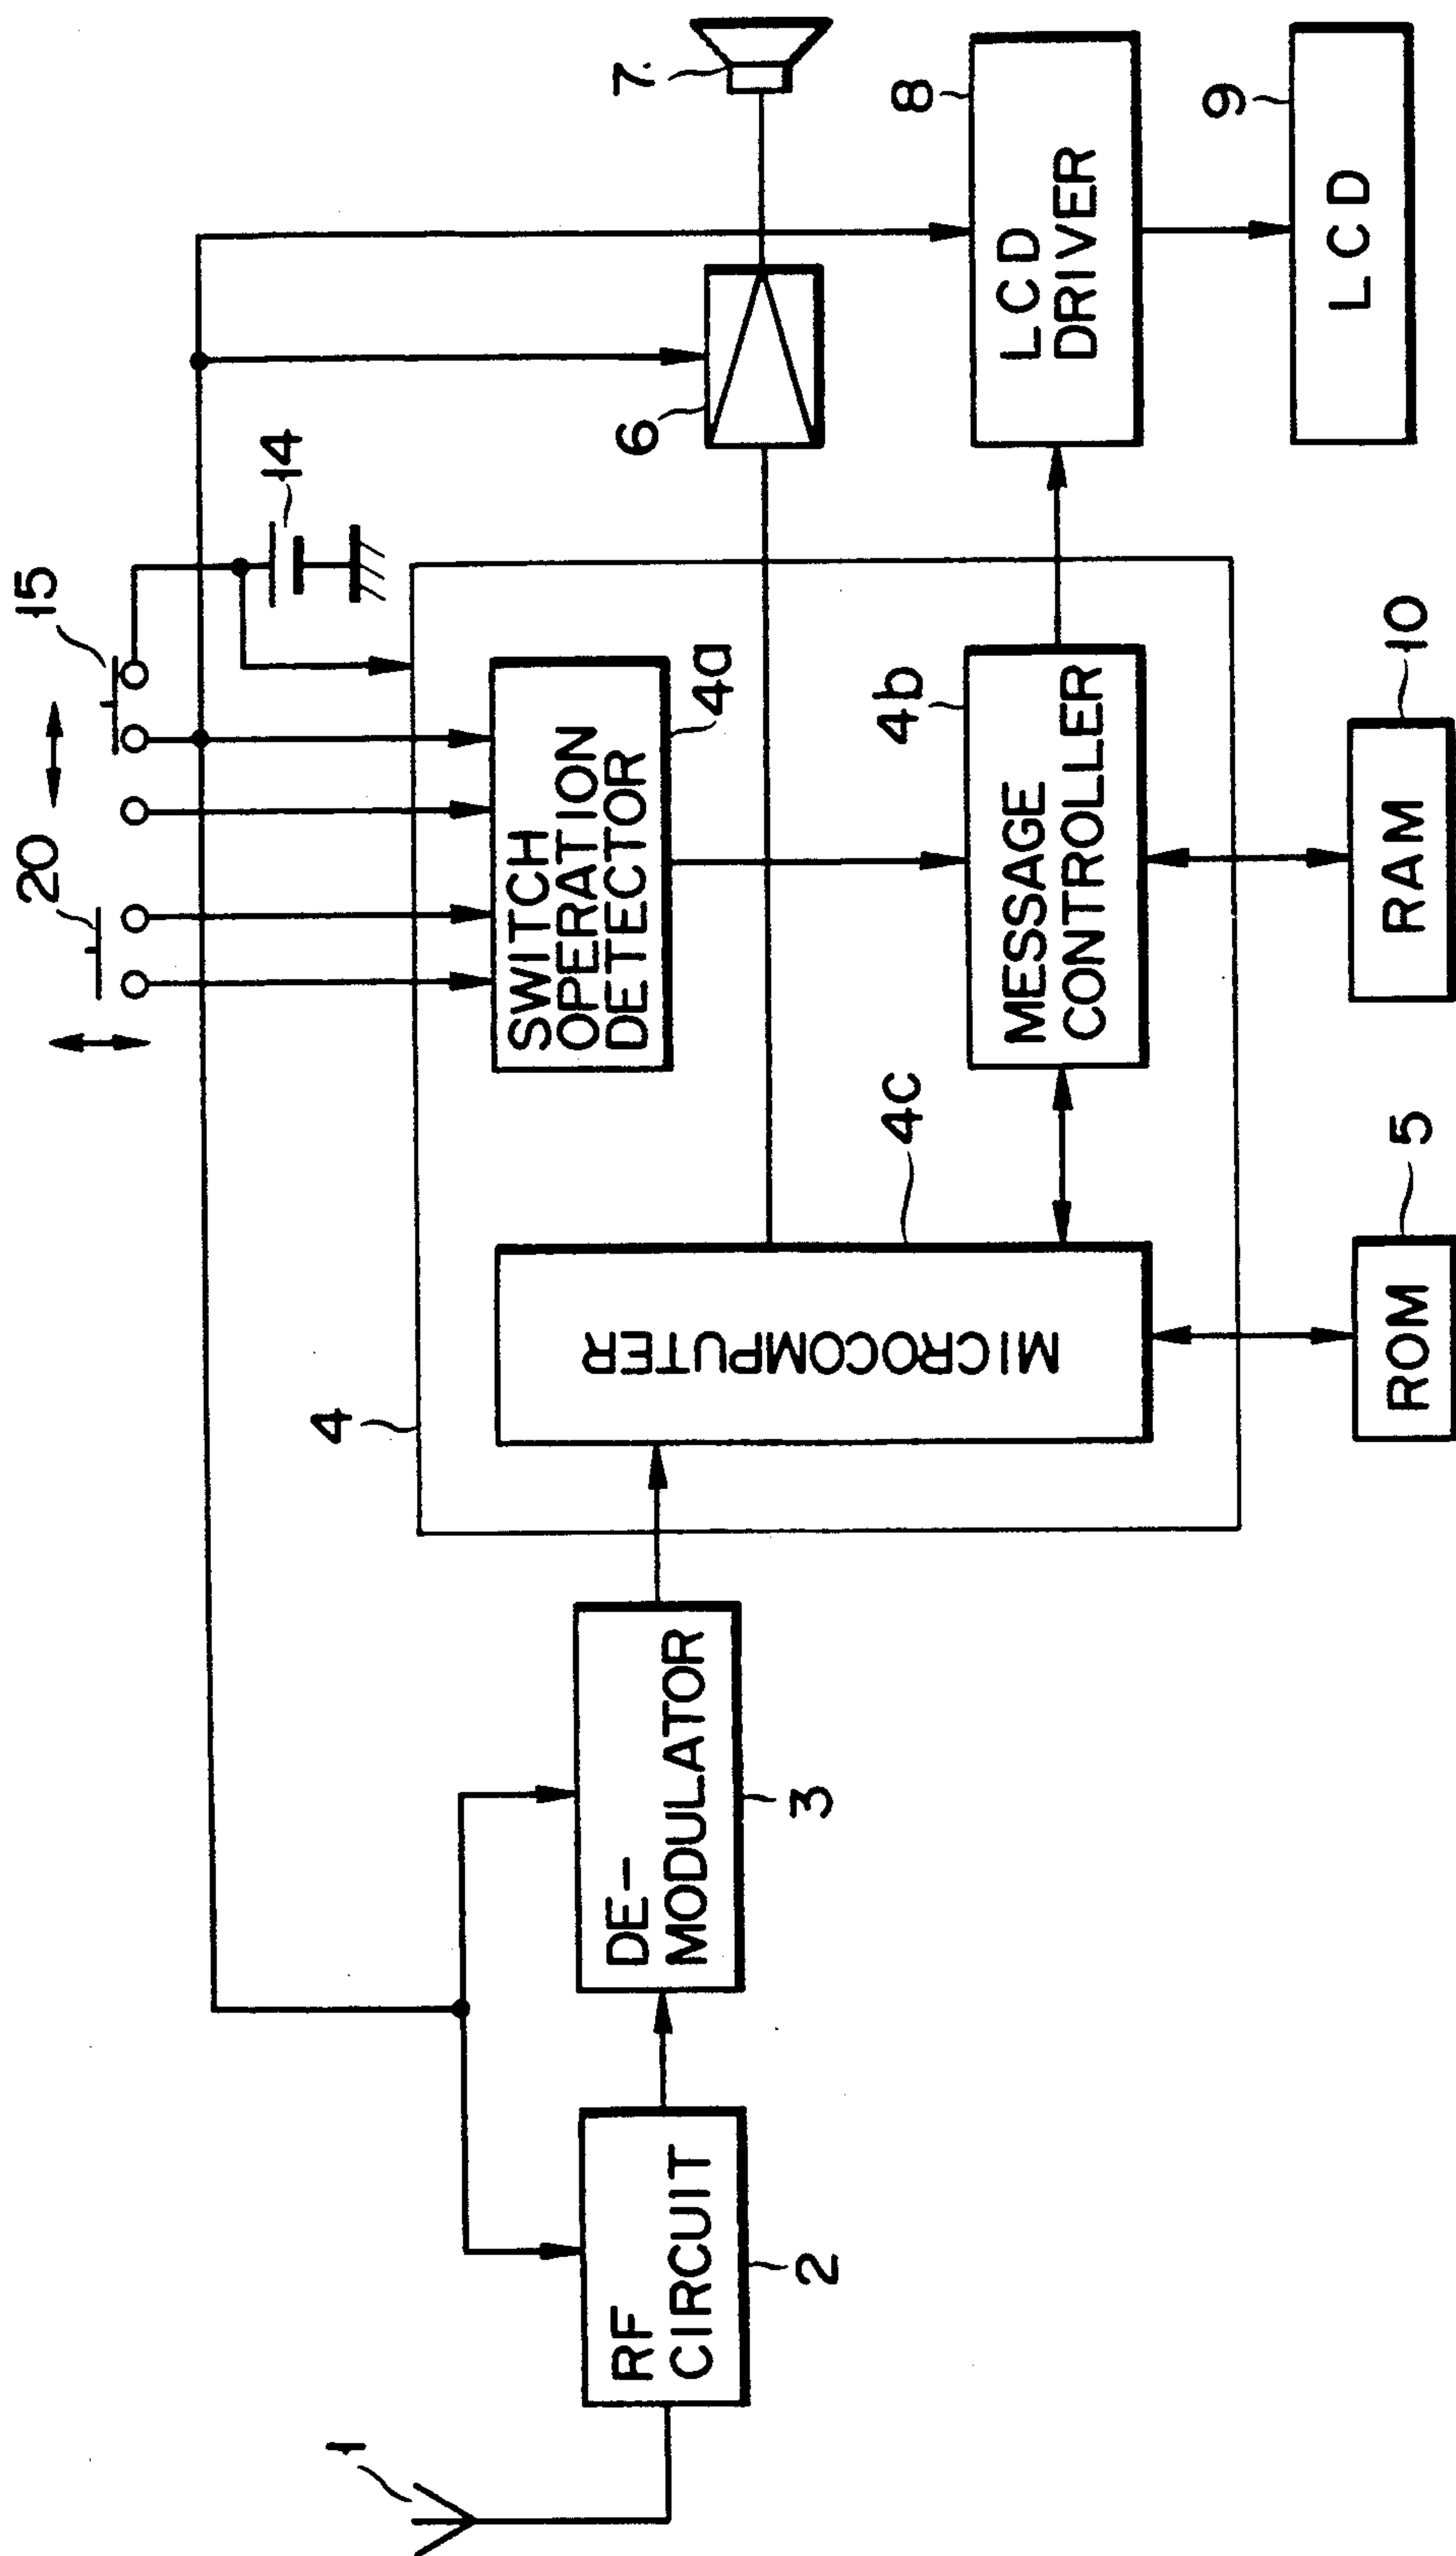 15
14
20
7
6
8
LCD
DRIVER
9
LCD
SWITCH
OPERATION
DETECTOR
4a
4b
MESSAGE
CONTROLLER
10
RAM
4
MICROCOMPUTER
4c
5
ROM
DE-
MODULATOR
3
RF
CIRCUIT
2
1